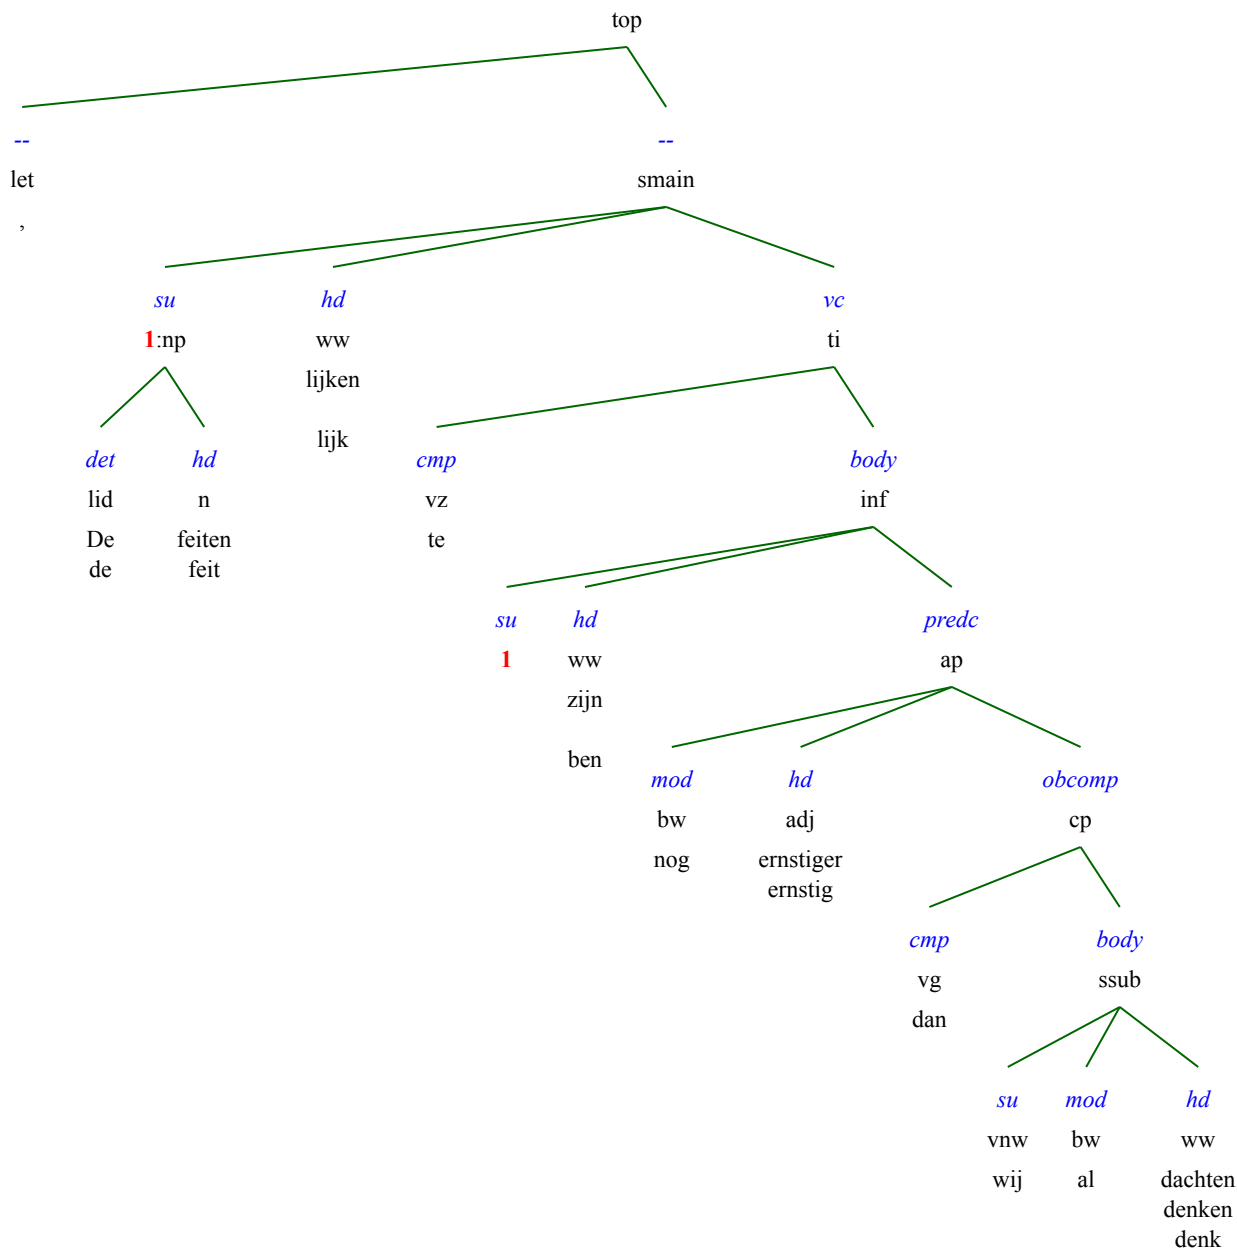 top
-- --
let smain
,
su hd vc
1:np ww ti
lijken
lijk
det hd cmp body
lid n vz inf
De feiten te
de feit
su hd predc
1 ww ap
zijn
ben
mod hd obcomp
bw adj cp
nog ernstiger
ernstig
cmp body
vg ssub
dan
su mod hd
vnw bw ww
wij al dachten
denken
denk